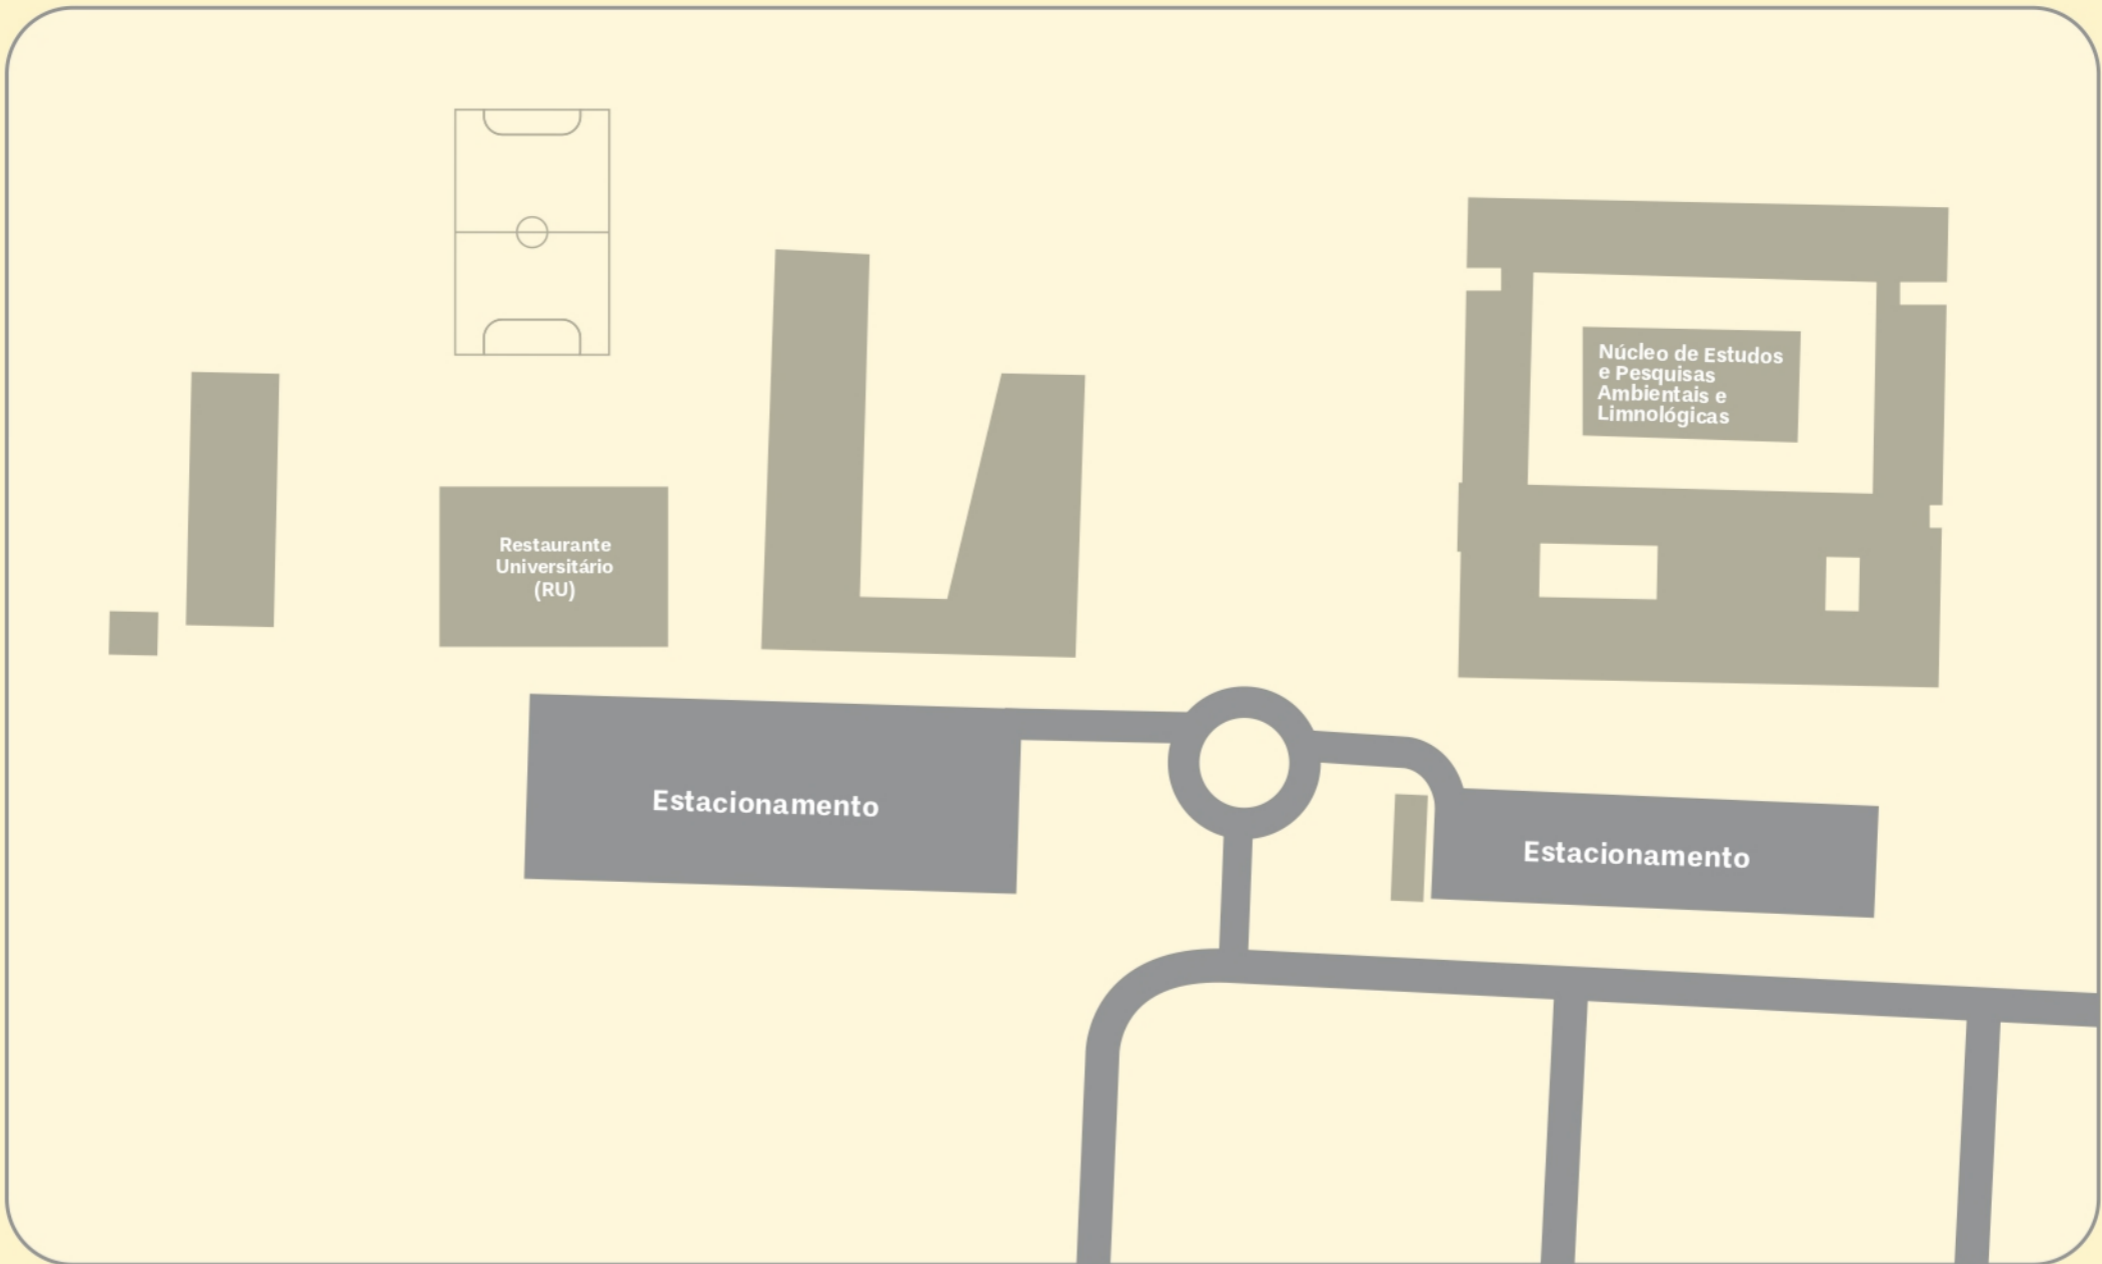 Núcleo de Estudos
e Pesquisas
Ambientais e
Limnológicas
Restaurante
Universitário
(RU)
Estacionamento
Estacionamento